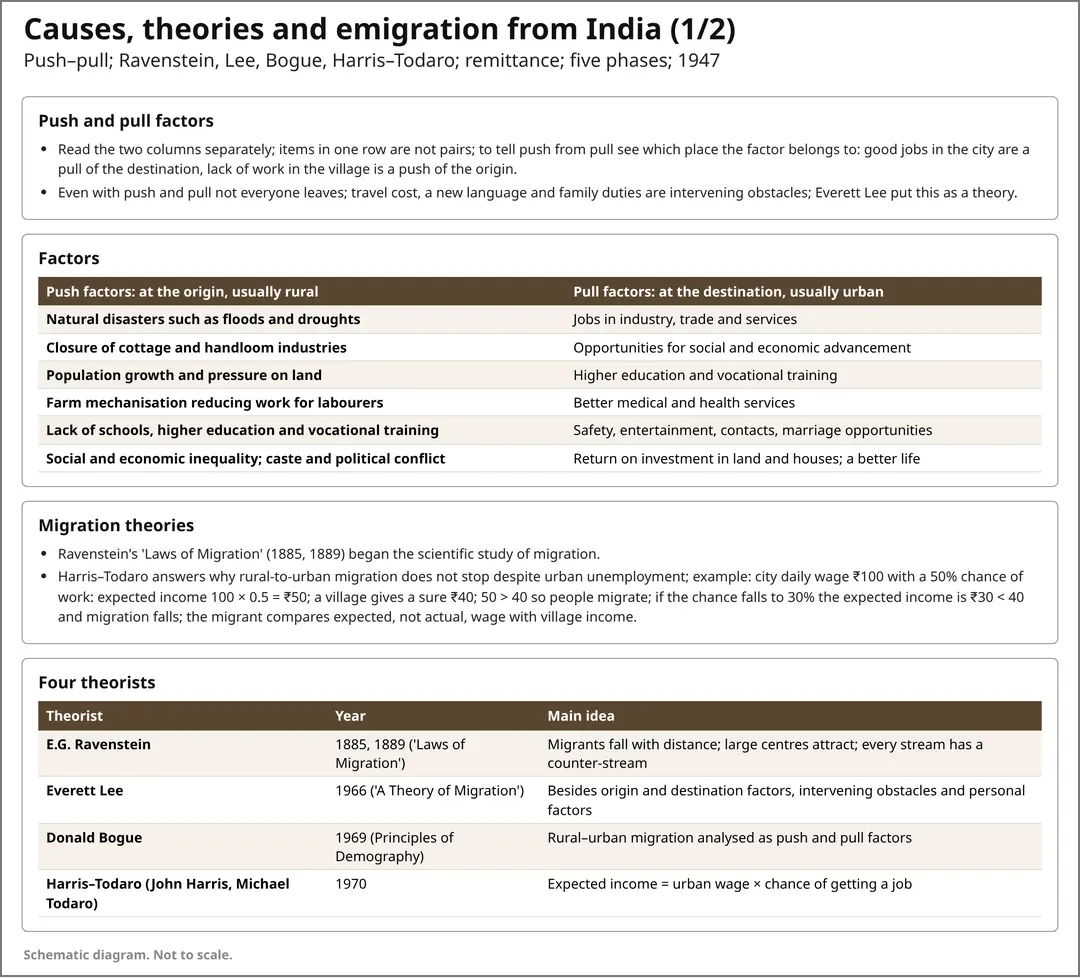 Causes, theories and emigration from India (1/2)
Push–pull; Ravenstein, Lee, Bogue, Harris–Todaro; remittance; five phases; 1947
Push and pull factors
• Read the two columns separately; items in one row are not pairs; to tell push from pull see which place the factor belongs to: good jobs in the city are a
pull of the destination, lack of work in the village is a push of the origin.
• Even with push and pull not everyone leaves; travel cost, a new language and family duties are intervening obstacles; Everett Lee put this as a theory.
Factors
Push factors: at the origin, usually rural Pull factors: at the destination, usually urban
Natural disasters such as floods and droughts Jobs in industry, trade and services
Closure of cottage and handloom industries Opportunities for social and economic advancement
Population growth and pressure on land Higher education and vocational training
Farm mechanisation reducing work for labourers Better medical and health services
Lack of schools, higher education and vocational training Safety, entertainment, contacts, marriage opportunities
Social and economic inequality; caste and political conflict Return on investment in land and houses; a better life
Migration theories
• Ravenstein's 'Laws of Migration' (1885, 1889) began the scientific study of migration.
• Harris–Todaro answers why rural-to-urban migration does not stop despite urban unemployment; example: city daily wage ₹100 with a 50% chance of
work: expected income 100 × 0.5 = ₹50; a village gives a sure ₹40; 50 > 40 so people migrate; if the chance falls to 30% the expected income is ₹30 < 40
and migration falls; the migrant compares expected, not actual, wage with village income.
Four theorists
Theorist Year Main idea
E.G. Ravenstein 1885, 1889 ('Laws of Migration') Migrants fall with distance; large centres attract; every stream has a counter-stream
Everett Lee 1966 ('A Theory of Migration') Besides origin and destination factors, intervening obstacles and personal factors
Donald Bogue 1969 (Principles of Demography) Rural–urban migration analysed as push and pull factors
Harris–Todaro (John Harris, Michael Todaro) 1970 Expected income = urban wage × chance of getting a job
Schematic diagram. Not to scale.